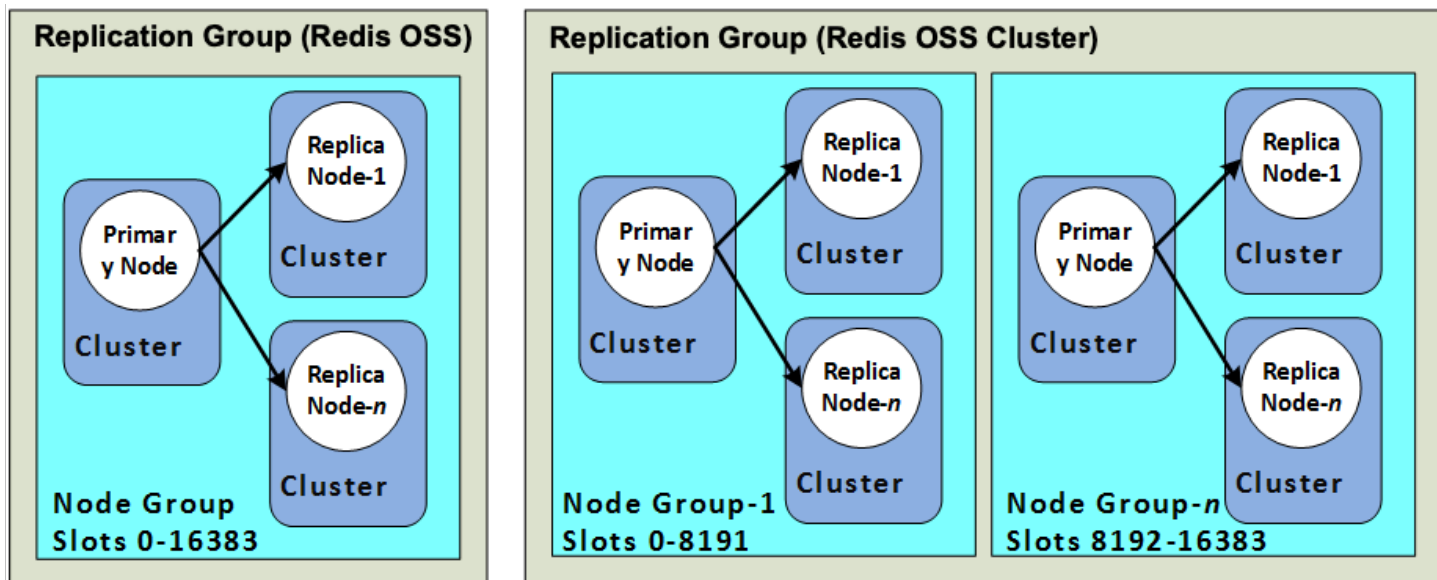 Replication Group (Redis OSS)
Replica
Node-1
Cluster
Primar
y Node
Cluster
Replica
Node-n
Cluster
Node Group
Slots 0-16383
Replication Group (Redis OSS Cluster)
Replica
Node-1
Cluster
Primar
y Node
Cluster
Replica
Node-n
Cluster
Node Group-1
Slots 0-8191
Replica
Node-1
Cluster
Primar
y Node
Cluster
Replica
Node-n
Cluster
Node Group-n
Slots 8192-16383